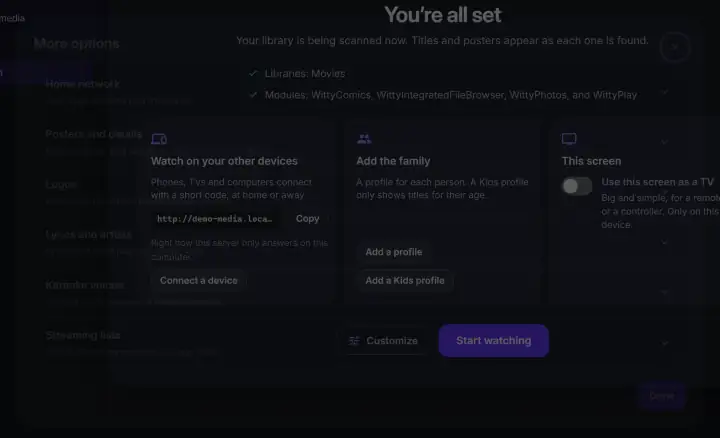 You're all set
media
Your library is being scanned now. Titles and posters appear as each one is found.
More options
Libraries: Movies
Home network
Modules: WittyComics, WittyIntegratedFileBrowser, WittyPhotos, and WittyPlay
Posters and details
Watch on your other devices
Phones, TVs and computers connect
with a short code, at home or away
http://demo-media.loca…
Copy
Right now this server only answers on this
computer.
Connect a device
Add the family
A profile for each person. A Kids profile
only shows titles for their age.
Add a profile
Add a Kids profile
This screen
Use this screen as a TV
Big and simple, for a remote
or a controller. Only on this
device.
Logos
Lyrics and artists
Karaoke
Streaming lists
Customize
Start watching
Done